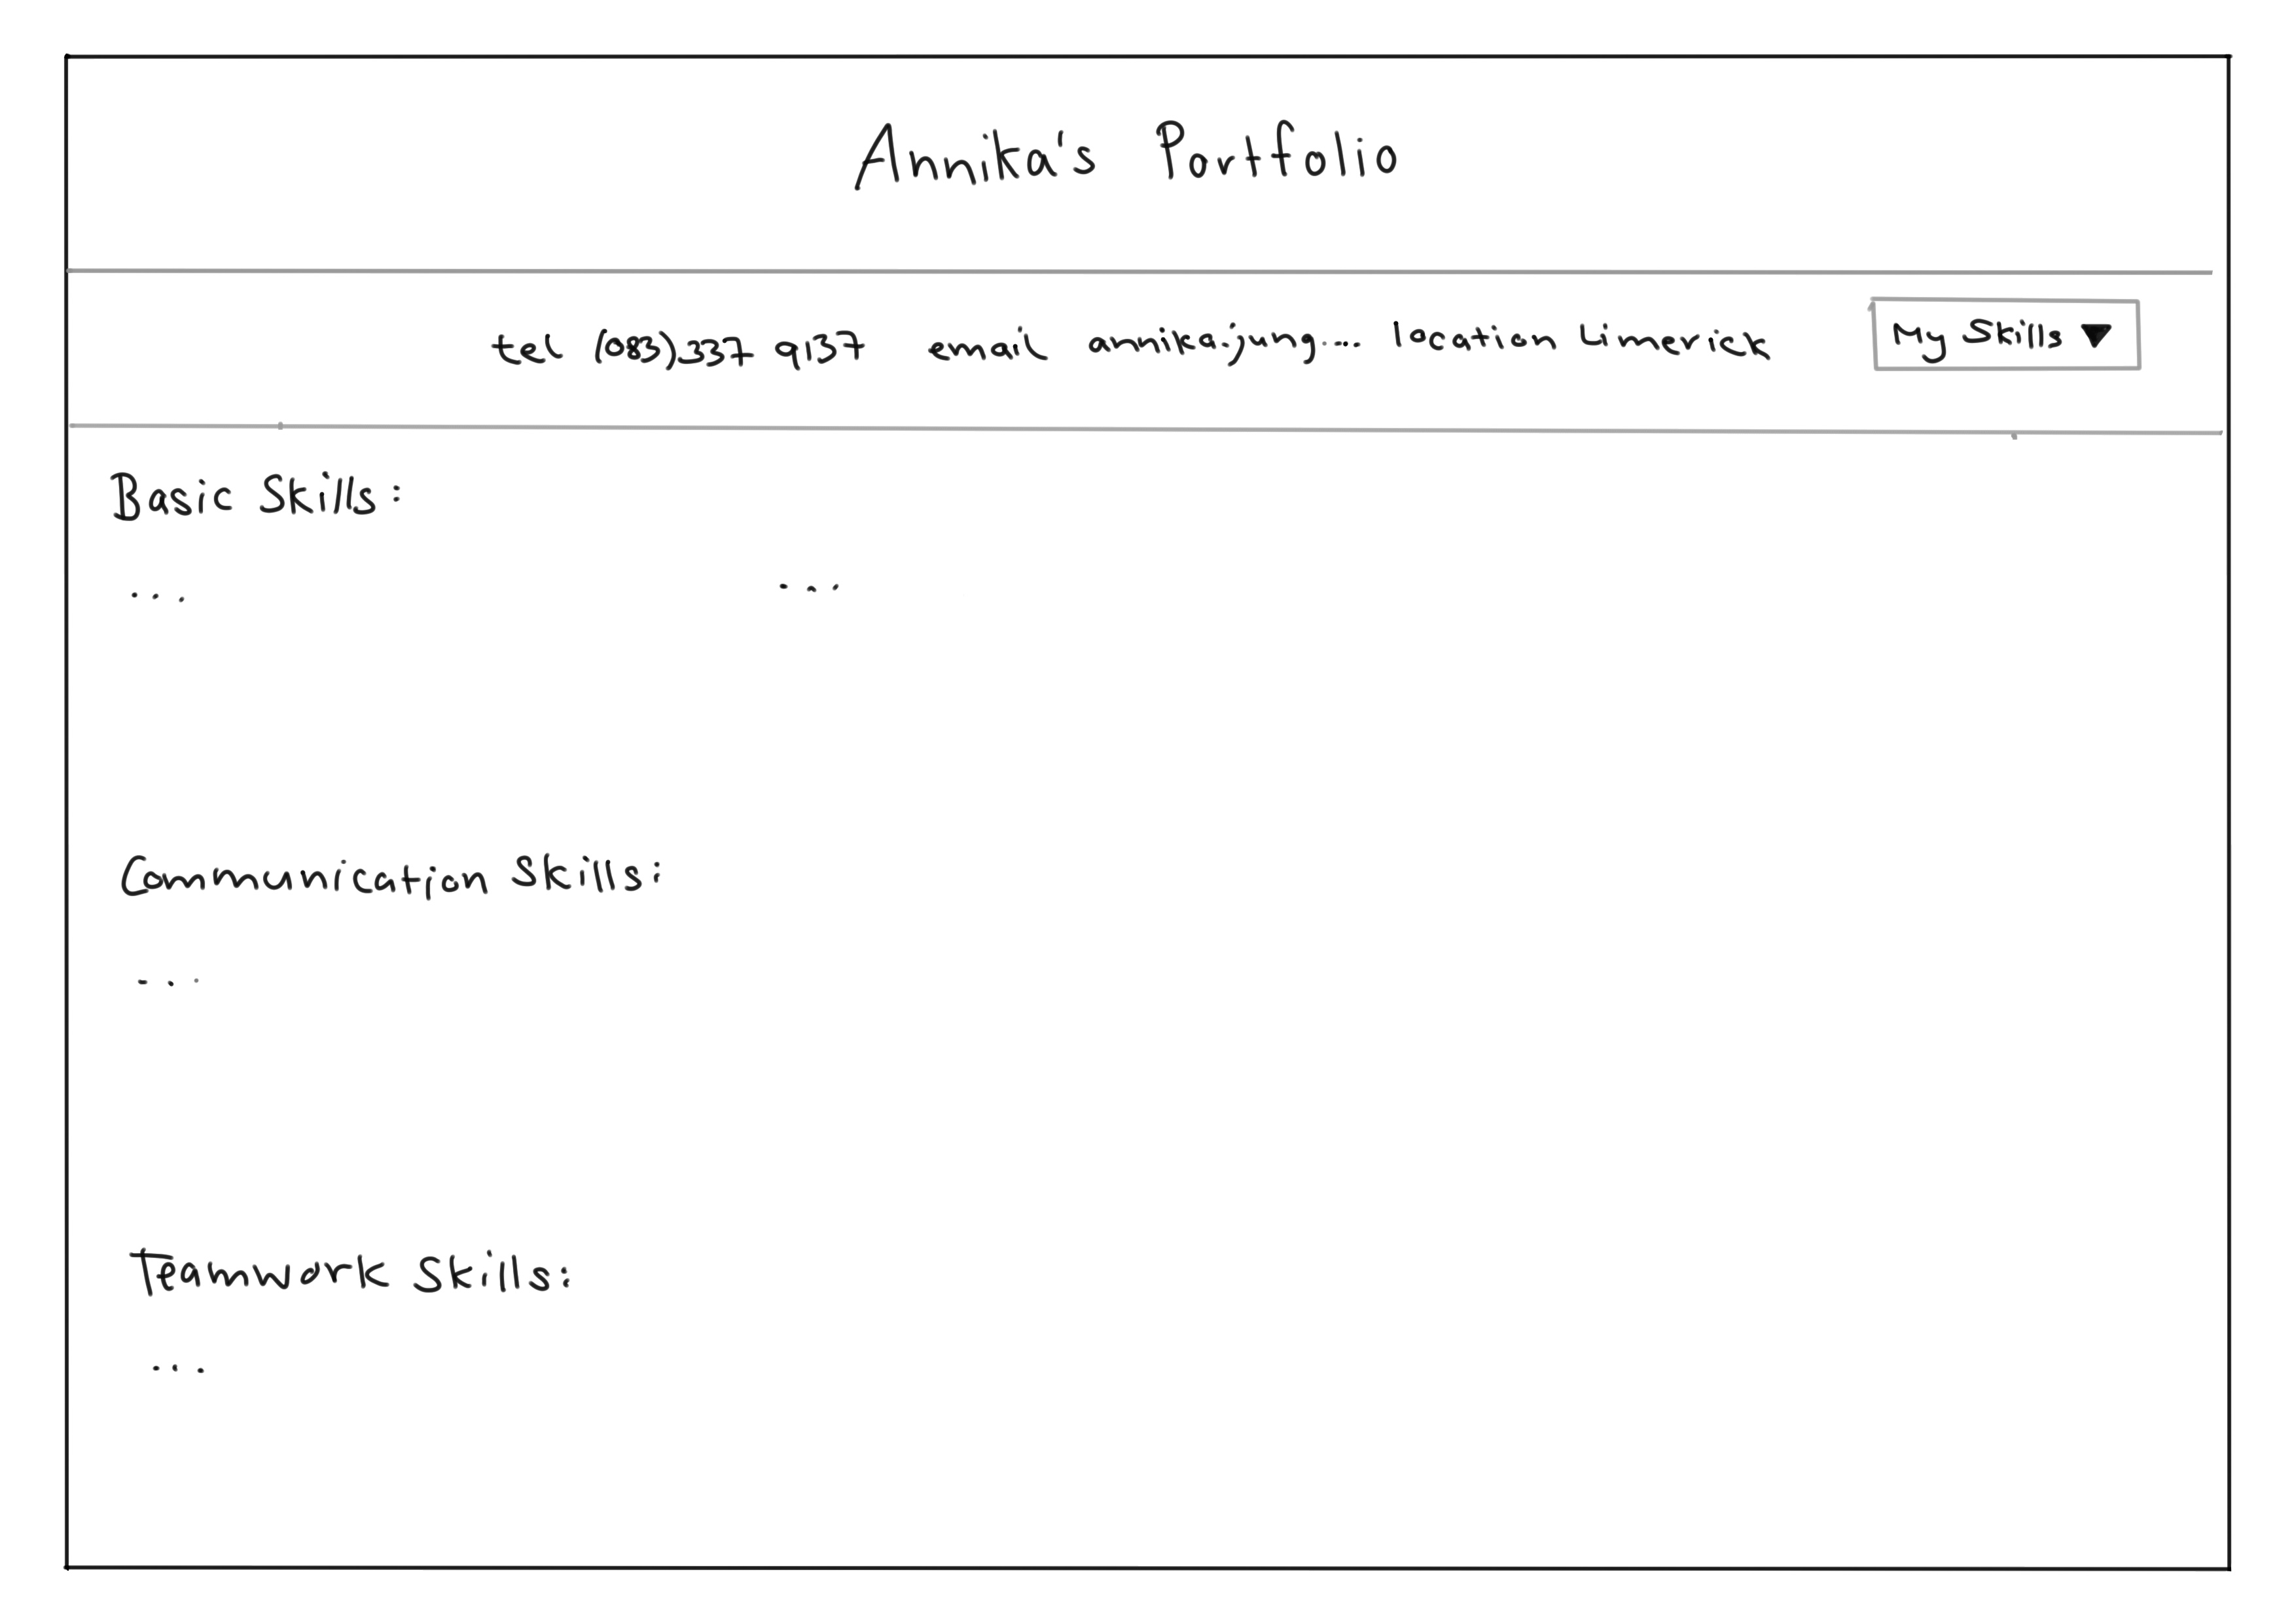 Annika's Portfolio
tel (083) 337 9137 email annika.jung... location Limerick My Skills ▼
Basic Skills:
... ...
Communication Skills:
...
Teamwork Skills:
...